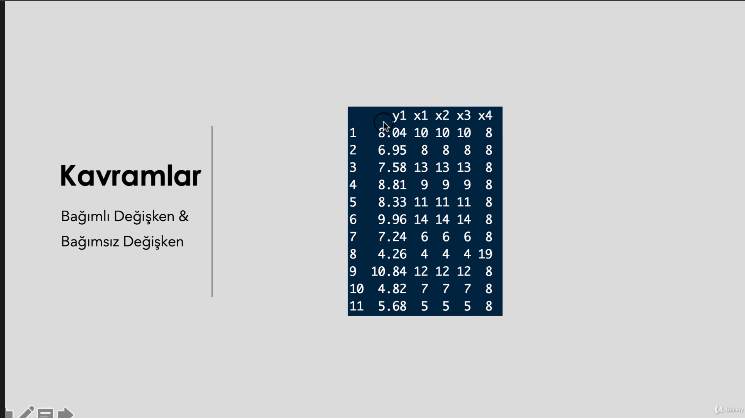 Kavramlar
Bağımlı Değişken &
Bağımsız Değişken
y1 x1 x2 x3 x4
1 8.04 10 10 10 8
2 6.95 8 8 8 8
3 7.58 13 13 13 8
4 8.81 9 9 9 8
5 8.33 11 11 11 8
6 9.96 14 14 14 8
7 7.24 6 6 6 8
8 4.26 4 4 4 19
9 10.84 12 12 12 8
10 4.82 7 7 7 8
11 5.68 5 5 5 8
Udemy